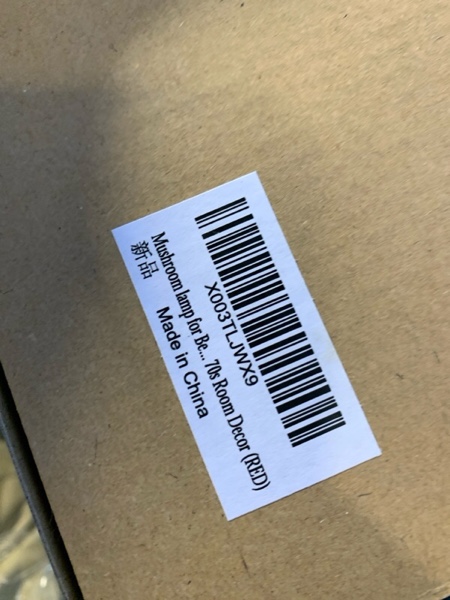 X003TLJWX9
Mushroom lamp for Be... 70s Room Decor (RED)
新品
Made in China